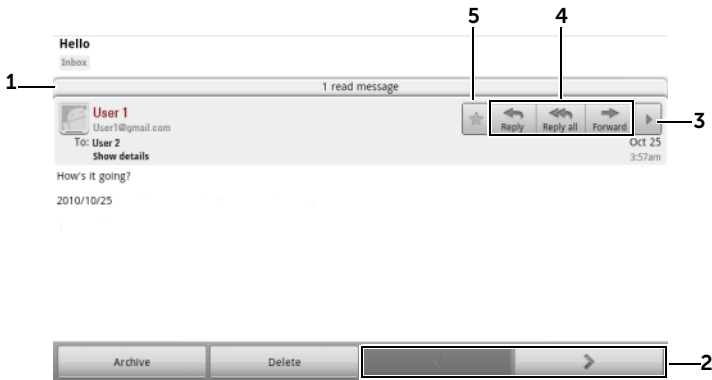 5 4
Hello
Inbox
1
1 read message
User 1
User1@gmail.com
Reply Reply all Forward
3
To: User 2
Oct 25
Show details
3:57am
How's it going?
2010/10/25
Archive Delete
2